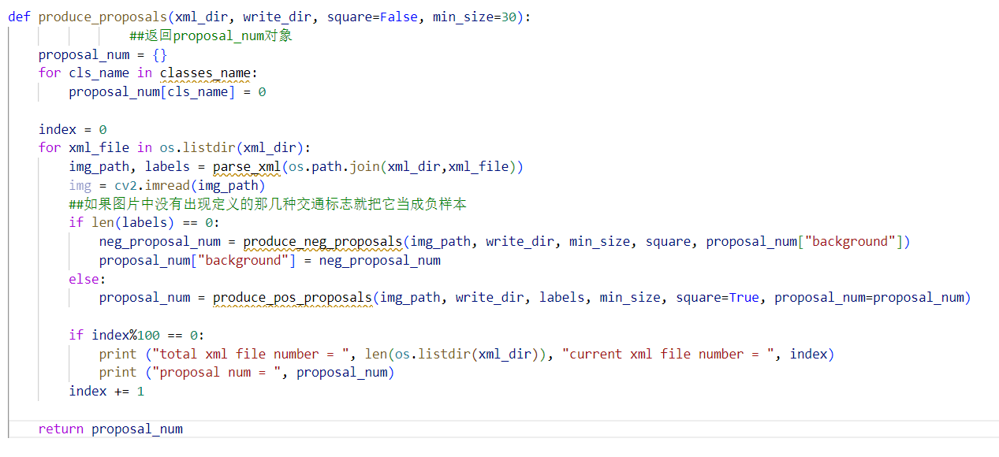 def produce_proposals(xml_dir, write_dir, square=False, min_size=30):
##返回proposal_num对象
proposal_num = {}
for cls_name in classes_name:
proposal_num[cls_name] = 0
index = 0
for xml_file in os.listdir(xml_dir):
img_path, labels = parse_xml(os.path.join(xml_dir,xml_file))
img = cv2.imread(img_path)
##如果图片中没有出现定义的那几种交通标志就把它当成负样本
if len(labels) == 0:
neg_proposal_num = produce_neg_proposals(img_path, write_dir, min_size, square, proposal_num["background"])
proposal_num["background"] = neg_proposal_num
else:
proposal_num = produce_pos_proposals(img_path, write_dir, labels, min_size, square=True, proposal_num=proposal_num)
if index%100 == 0:
print ("total xml file number = ", len(os.listdir(xml_dir)), "current xml file number = ", index)
print ("proposal num = ", proposal_num)
index += 1
return proposal_num